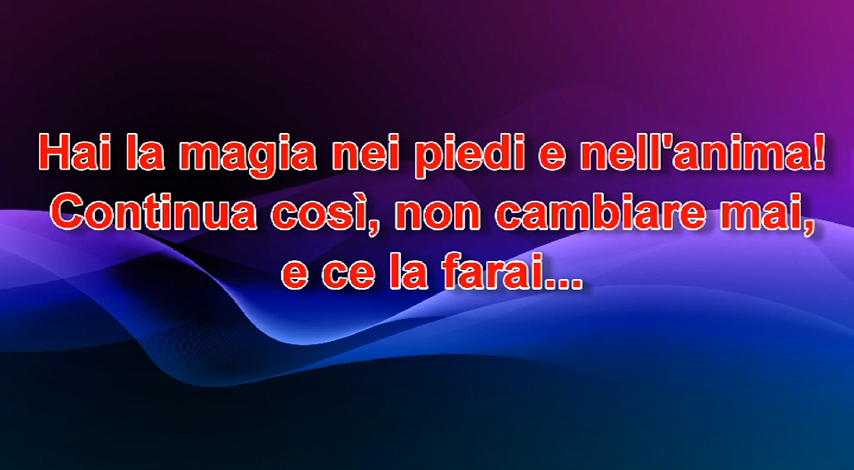 Hai la magia nei piedi e nell'anima!
Continua così, non cambiare mai,
e ce la farai...